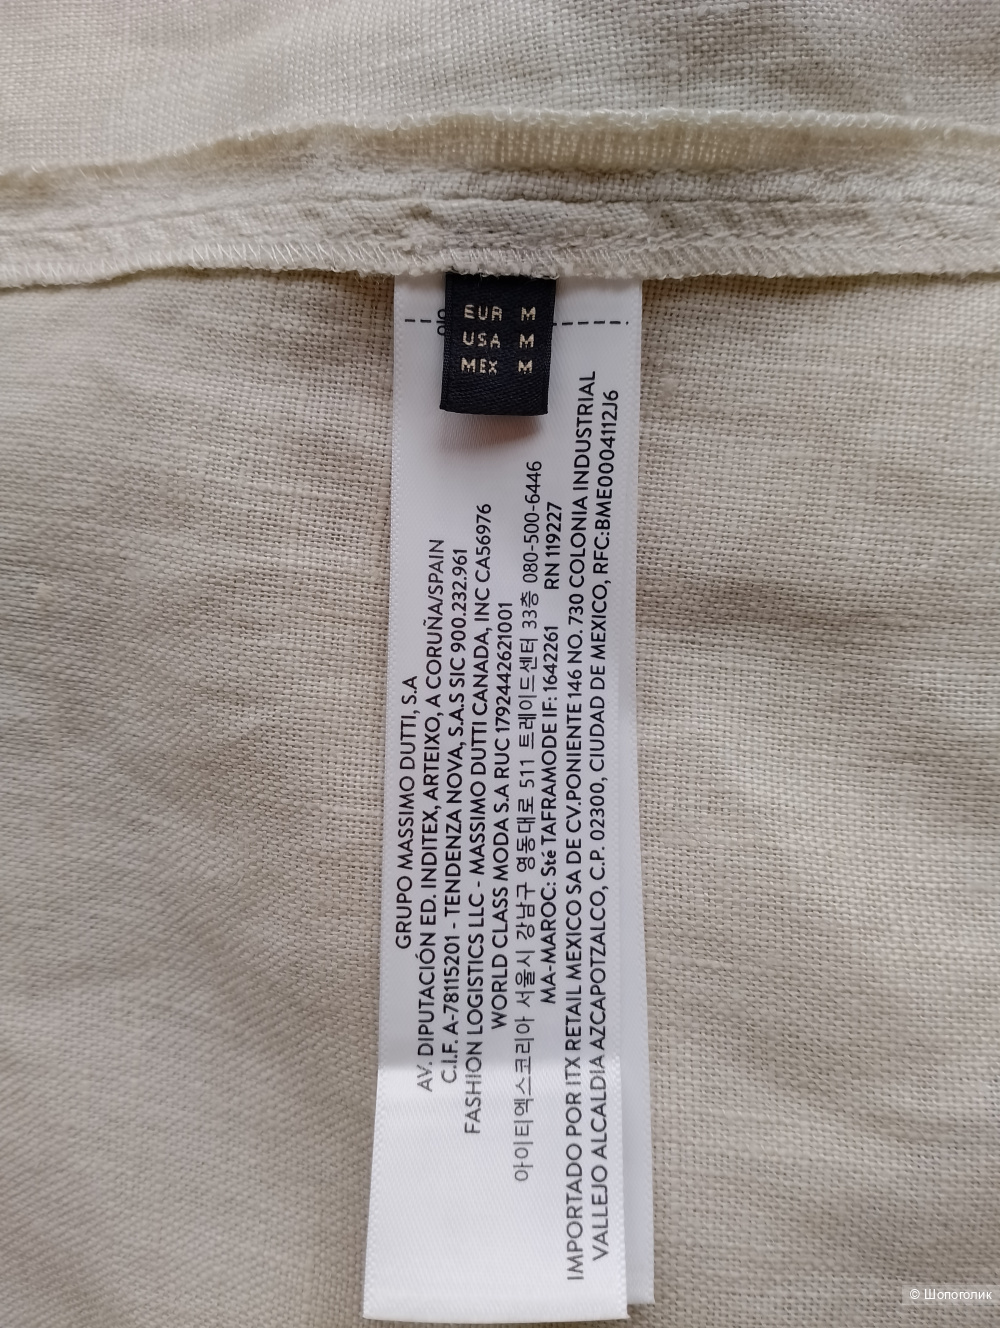 EUR M
USA M
MEX M
GRUPO MASSIMO DUTTI, S.A
AV. DIPUTACIÓN ED. INDITEX, ARTEIXO, A CORUÑA/SPAIN
C.I.F. A-78115201 - TENDENZA NOVA, S.A.S SIC 900.232.961
FASHION LOGISTICS LLC - MASSIMO DUTTI CANADA, INC CA56976
WORLD CLASS MODA S.A RUC 1792442621001
아이티엑스코리아 서울시 강남구 영동대로 511 트레이드센터 33층 080-500-6446
MA-MAROC: Sté TAFRAMODE IF: 1642261 RN 119227
IMPORTADO POR ITX RETAIL MEXICO SA DE CV.PONIENTE 146 NO. 730 COLONIA INDUSTRIAL
VALLEJO ALCALDIA AZCAPOTZALCO, C.P. 02300, CIUDAD DE MEXICO, RFC:BME0004112J6
© Шопоголик